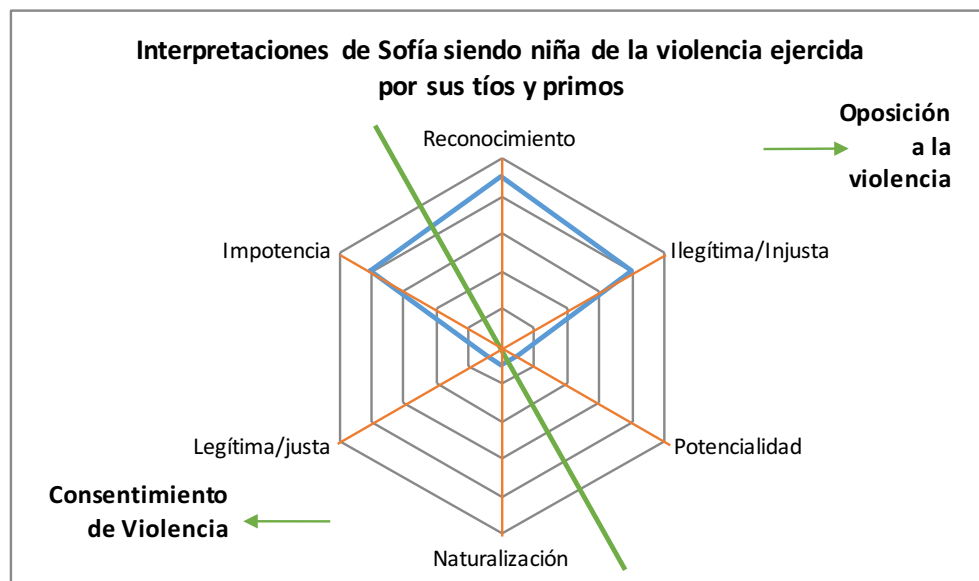 Interpretaciones de Sofía siendo niña de la violencia ejercida
por sus tíos y primos
Oposición
a la
violencia
Reconocimiento
Impotencia
Ilegítima/Injusta
Legítima/justa
Potencialidad
Consentimiento
de Violencia
Naturalización